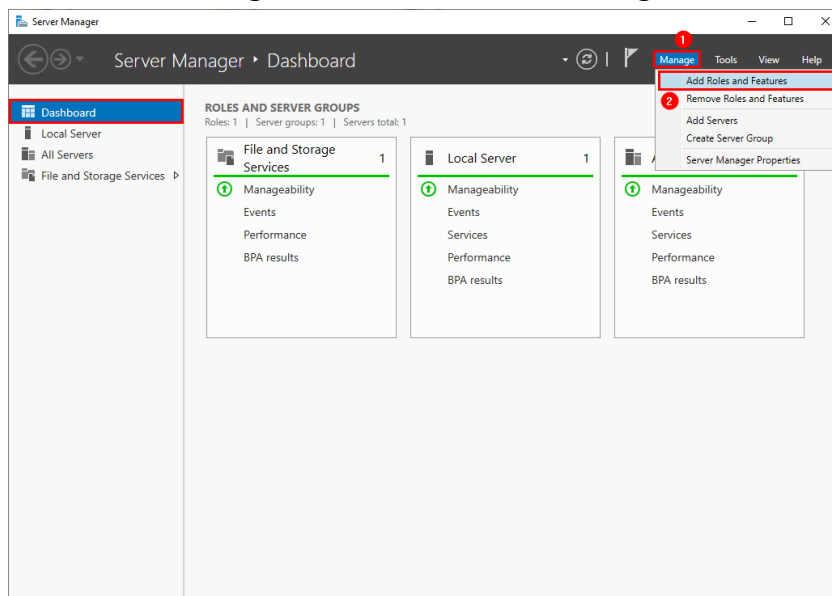 Server Manager
Server Manager • Dashboard
1
Manage Tools View Help
Add Roles and Features
2
Remove Roles and Features
Add Servers
Create Server Group
Server Manager Properties
Dashboard
Local Server
All Servers
File and Storage Services
ROLES AND SERVER GROUPS
Roles: 1 | Server groups: 1 | Servers total: 1
File and Storage
Services
1
Manageability
Events
Performance
BPA results
Local Server 1
Manageability
Events
Services
Performance
BPA results
Manageability
Events
Services
Performance
BPA results